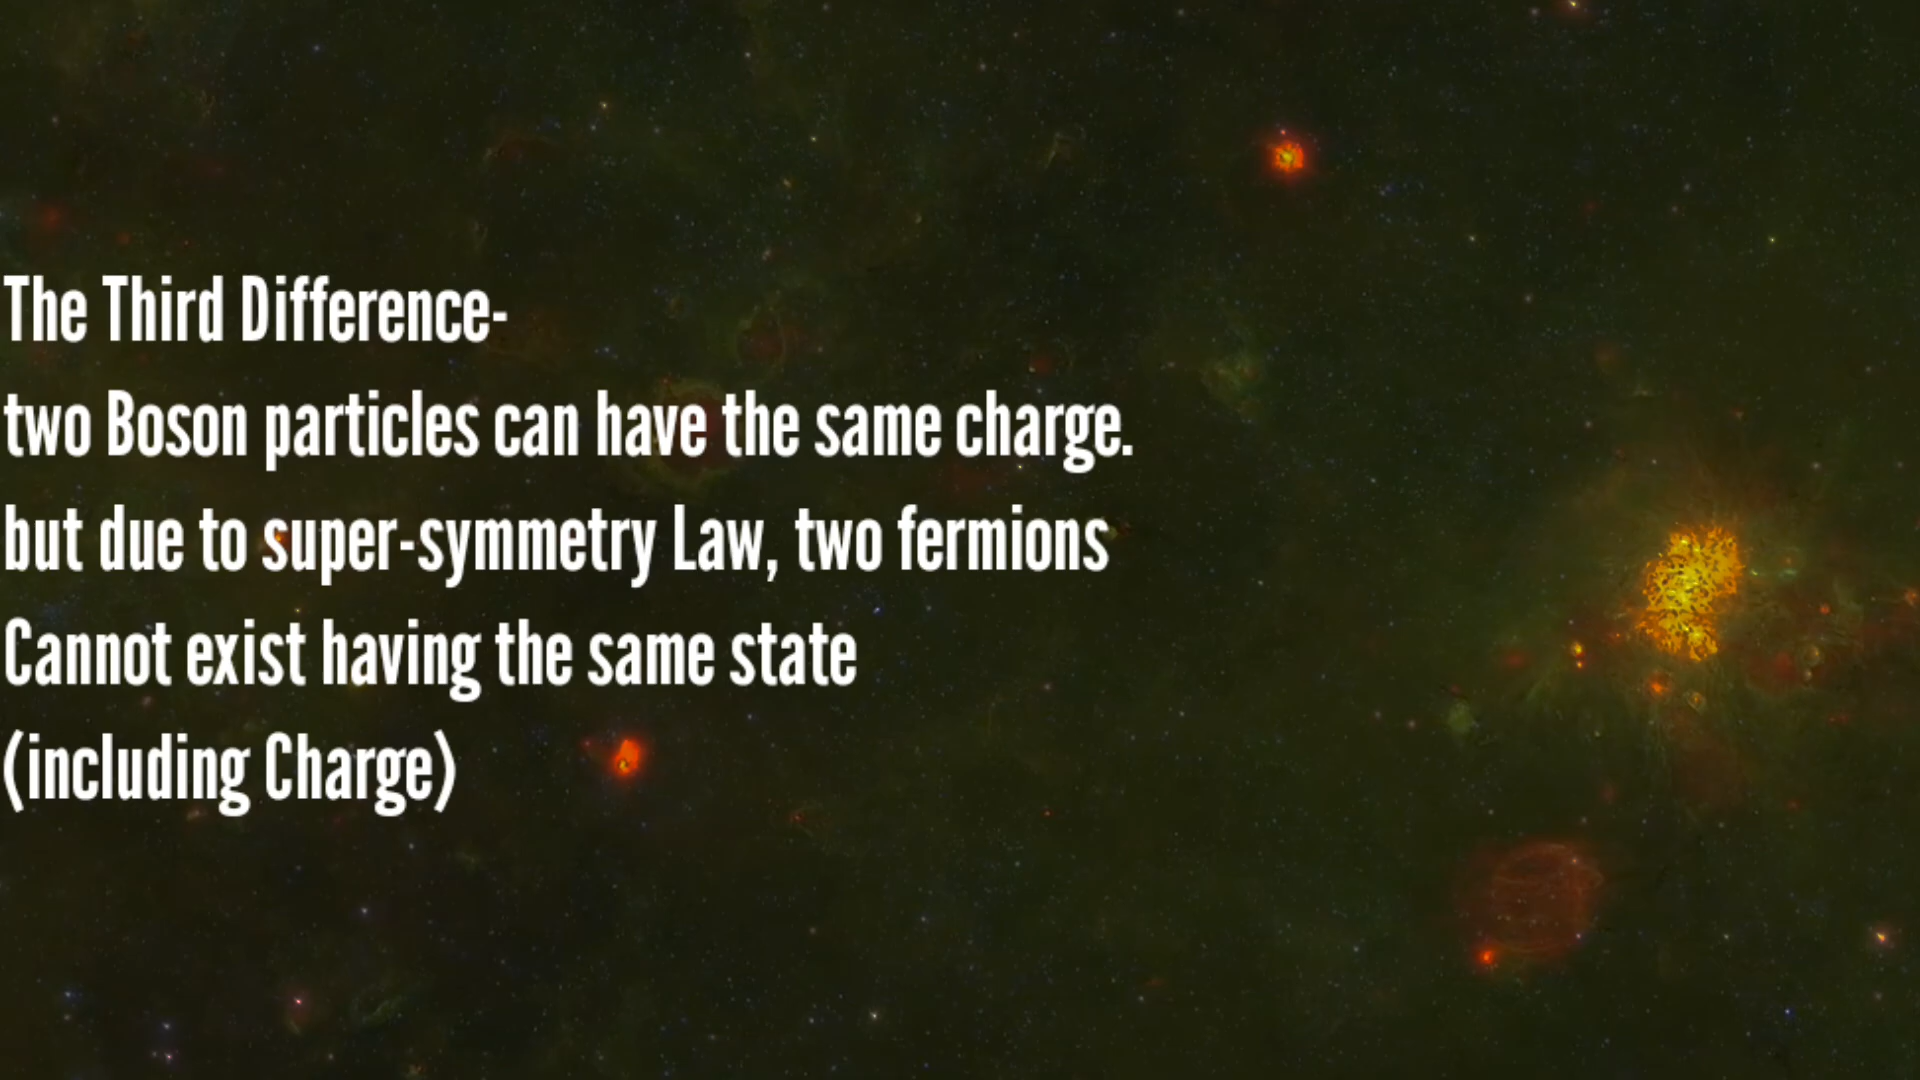 The Third Difference-
two Boson particles can have the same charge.
but due to super-symmetry Law, two fermions
Cannot exist having the same state
(including Charge)